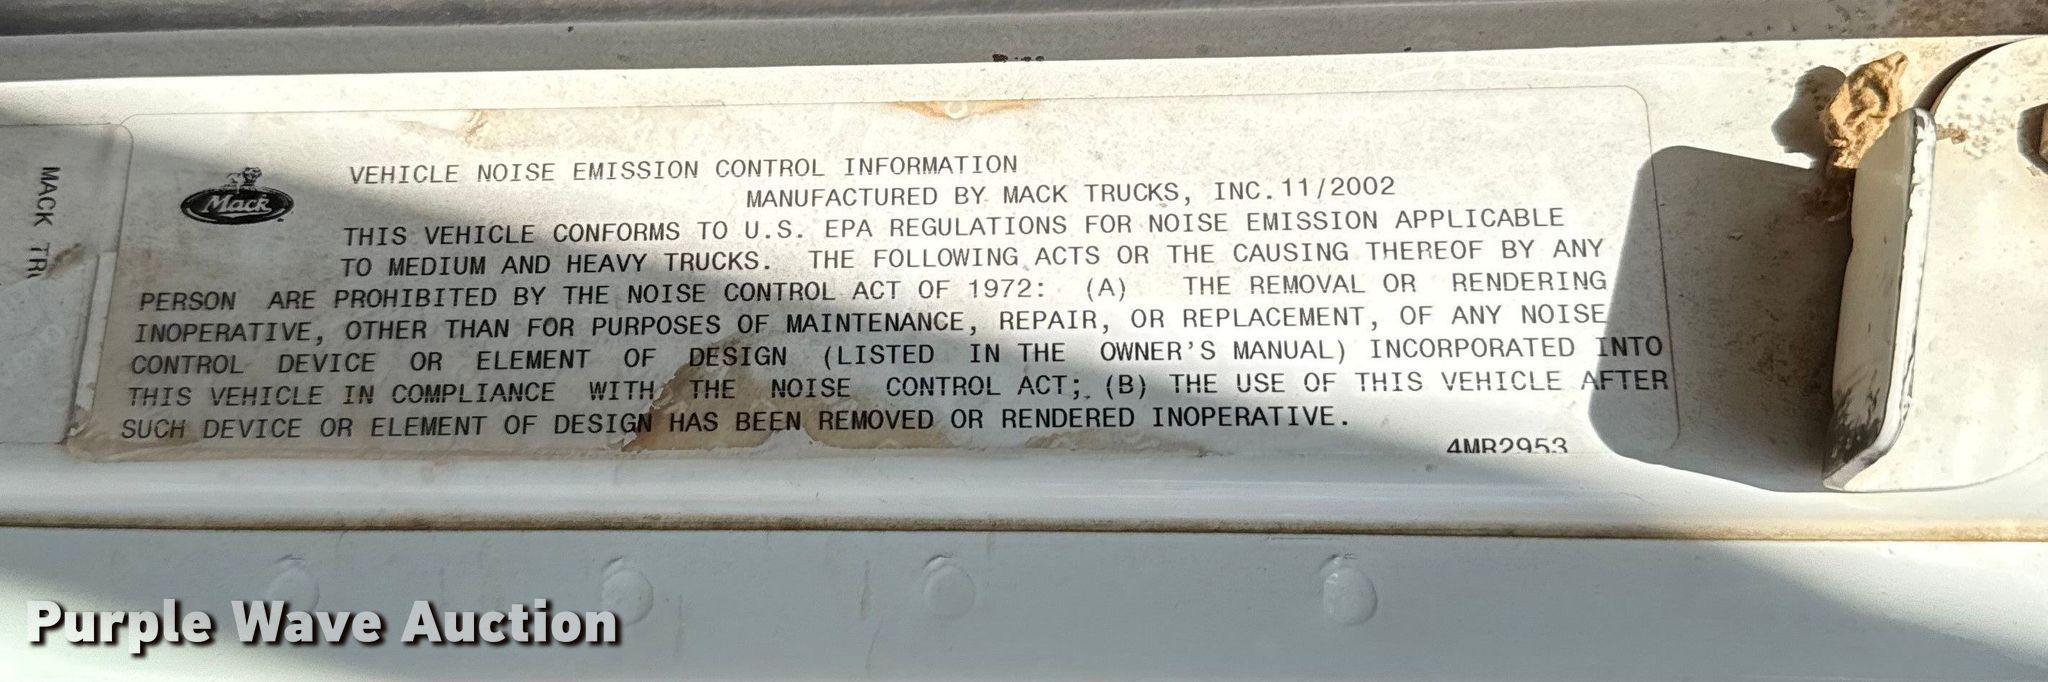 MACK TRU
Mack
VEHICLE NOISE EMISSION CONTROL INFORMATION
MANUFACTURED BY MACK TRUCKS, INC. 11/2002
THIS VEHICLE CONFORMS TO U.S. EPA REGULATIONS FOR NOISE EMISSION APPLICABLE
TO MEDIUM AND HEAVY TRUCKS. THE FOLLOWING ACTS OR THE CAUSING THEREOF BY ANY
PERSON ARE PROHIBITED BY THE NOISE CONTROL ACT OF 1972: (A) THE REMOVAL OR RENDERING
INOPERATIVE, OTHER THAN FOR PURPOSES OF MAINTENANCE, REPAIR, OR REPLACEMENT, OF ANY NOISE
CONTROL DEVICE OR ELEMENT OF DESIGN (LISTED IN THE OWNER'S MANUAL) INCORPORATED INTO
THIS VEHICLE IN COMPLIANCE WITH THE NOISE CONTROL ACT; (B) THE USE OF THIS VEHICLE AFTER
SUCH DEVICE OR ELEMENT OF DESIGN HAS BEEN REMOVED OR RENDERED INOPERATIVE.
4MR2953
Purple Wave Auction